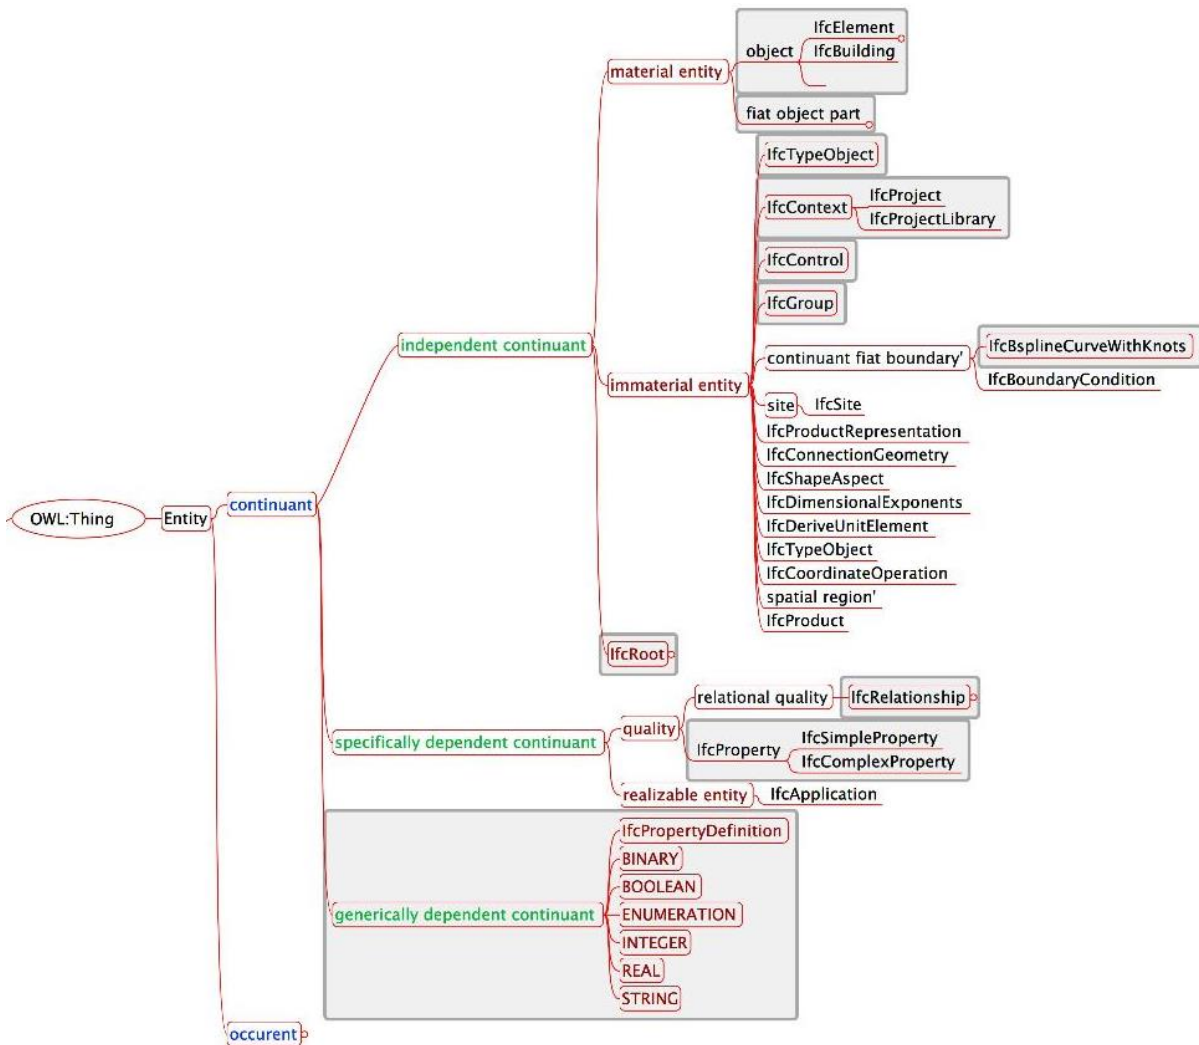 IfcElement
object
IfcBuilding
material entity
fiat object part
IfcTypeObject
IfcContext
IfcProject
IfcProjectLibrary
IfcControl
IfcGroup
independent continuant
continuant fiat boundary'
IfcBsplineCurveWithKnots
IfcBoundaryCondition
immaterial entity
site
IfcSite
IfcProductRepresentation
IfcConnectionGeometry
IfcShapeAspect
IfcDimensionalExponents
IfcDeriveUnitElement
IfcTypeObject
IfcCoordinateOperation
spatial region'
IfcProduct
OWL:Thing
Entity
continuant
IfcRoot
relational quality
IfcRelationship
quality
specifically dependent continuant
IfcProperty
IfcSimpleProperty
IfcComplexProperty
realizable entity
IfcApplication
IfcPropertyDefinition
BINARY
BOOLEAN
generically dependent continuant
ENUMERATION
INTEGER
REAL
STRING
occurent